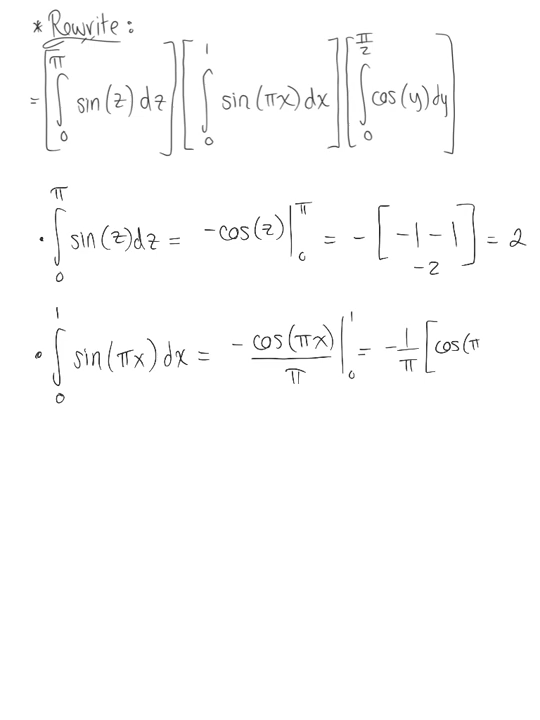 * Rewrite:
= [∫₀^π sin(z) dz] [∫₀^1 sin(πx) dx] [∫₀^{π/2} cos(y) dy]
• ∫₀^π sin(z) dz = -cos(z) |₀^π = - [-1 - 1] = 2
-2
• ∫₀^1 sin(πx) dx = - cos(πx)/π |₀^1 = - 1/π [cos(π